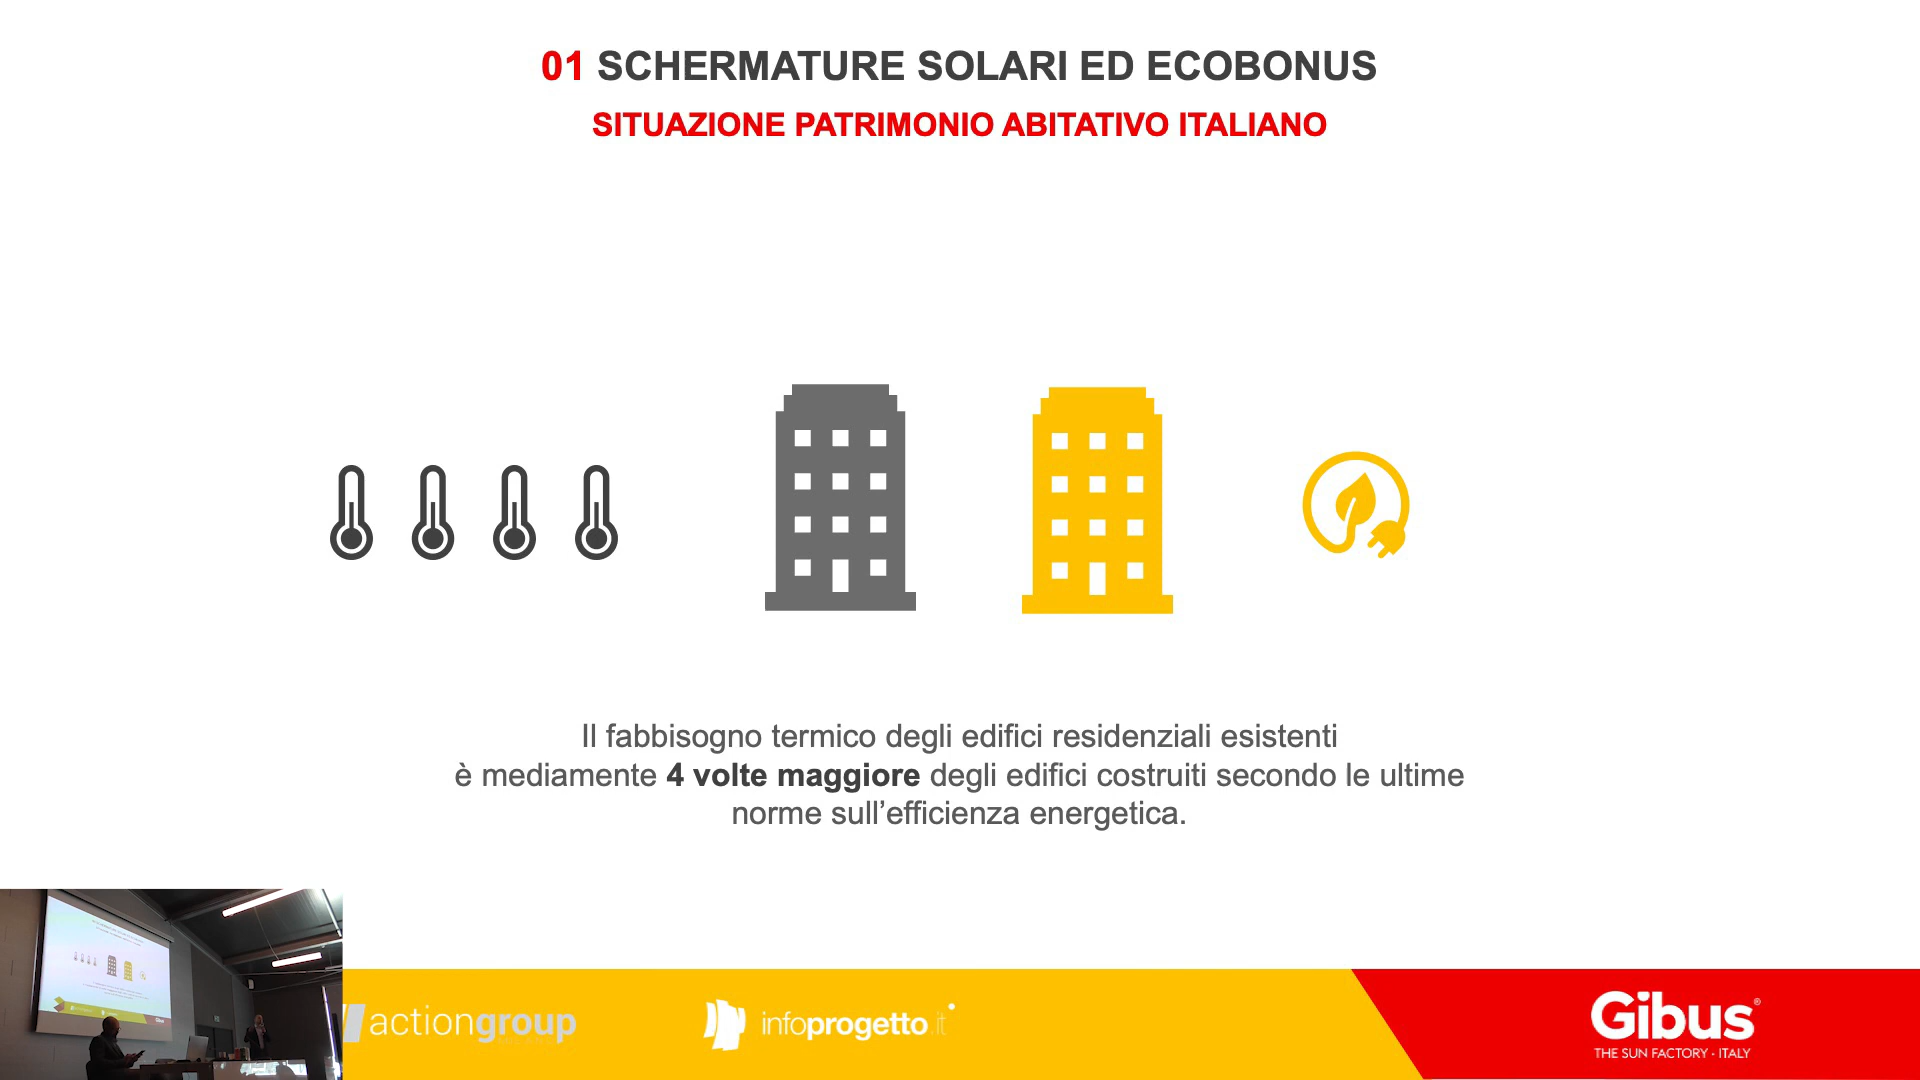 01 SCHERMATURE SOLARI ED ECOBONUS
SITUAZIONE PATRIMONIO ABITATIVO ITALIANO
Il fabbisogno termico degli edifici residenziali esistenti
è mediamente 4 volte maggiore degli edifici costruiti secondo le ultime
norme sull’efficienza energetica.
actiongroup
infoprogetto.it
Gibus®
THE SUN FACTORY - ITALY